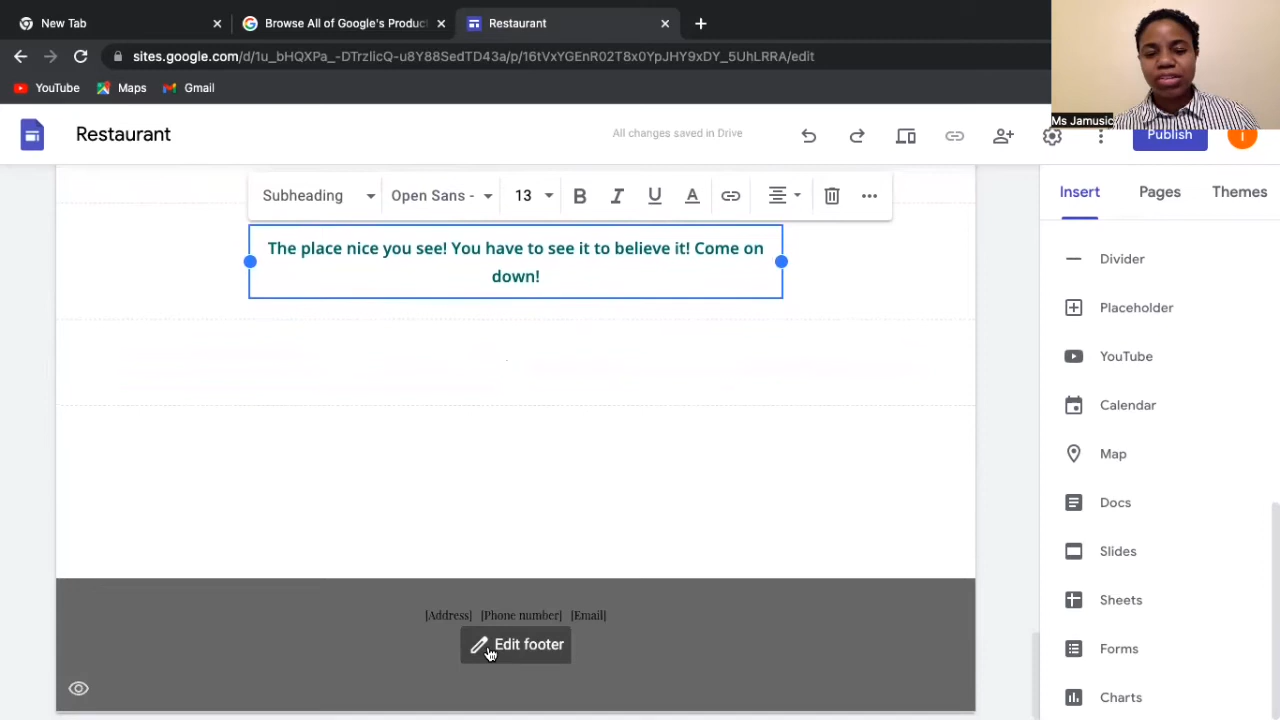 New Tab
Browse All of Google's Produc
Restaurant
sites.google.com/d/1u_bHQXPa_-DTrzlicQ-u8Y88SedTD43a/p/16tVxYGEnR02T8x0YpJHY9xDY_5UhLRRA/edit
YouTube
Maps
Gmail
Ms Jamusic
Restaurant
All changes saved in Drive
Publish
Subheading
Open Sans -
13
B
I
U
A
Insert
Pages
Themes
The place nice you see! You have to see it to believe it! Come on
down!
Divider
Placeholder
YouTube
Calendar
Map
Docs
Slides
Sheets
Forms
Charts
|Address| |Phone number| |Email|
Edit footer